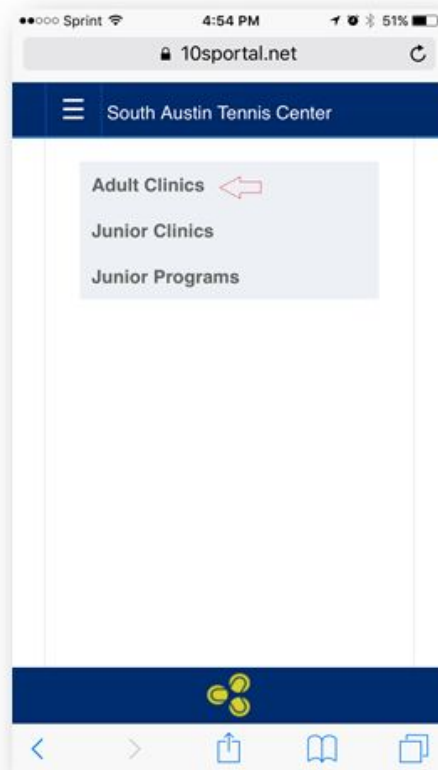 Sprint 4:54 PM 51%
10sportal.net
South Austin Tennis Center
Adult Clinics
Junior Clinics
Junior Programs